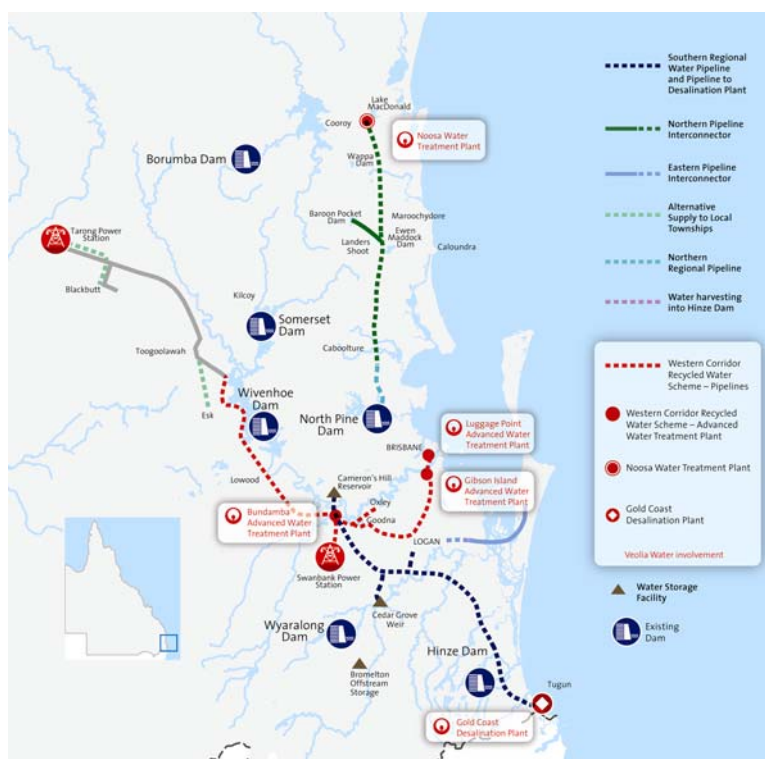 Lake
MacDonald
Cooroy
Noosa Water
Treatment Plant
Wappa
Dam
Borumba Dam
Baroon Pocket
Dam
Maroochydore
Ewen
Maddock
Dam
Landers
Shoot
Caloundra
Tarong Power
Station
Blackbutt
Kilcoy
Somerset
Dam
Toogoolawah
Caboolture
Esk
Wivenhoe
Dam
North Pine
Dam
Luggage Point
Advanced Water
Treatment Plant
BRISBANE
Lowood
Cameron's Hill
Reservoir
Gibson Island
Advanced Water
Treatment Plant
Oxley
Goodna
Bundamba
Advanced Water
Treatment Plant
LOGAN
Swanbank Power
Station
Cedar Grove
Weir
Wyaralong
Dam
Bromelton
Offstream
Storage
Hinze Dam
Tugun
Gold Coast
Desalination Plant
Southern Regional
Water Pipeline
and Pipeline to
Desalination Plant
Northern Pipeline
Interconnector
Eastern Pipeline
Interconnector
Alternative
Supply to Local
Townships
Northern
Regional Pipeline
Water harvesting
into Hinze Dam
Western Corridor
Recycled Water
Scheme – Pipelines
Western Corridor Recycled
Water Scheme – Advanced
Water Treatment Plant
Noosa Water Treatment Plant
Gold Coast
Desalination Plant
Veolia Water involvement
Water Storage
Facility
Existing
Dam